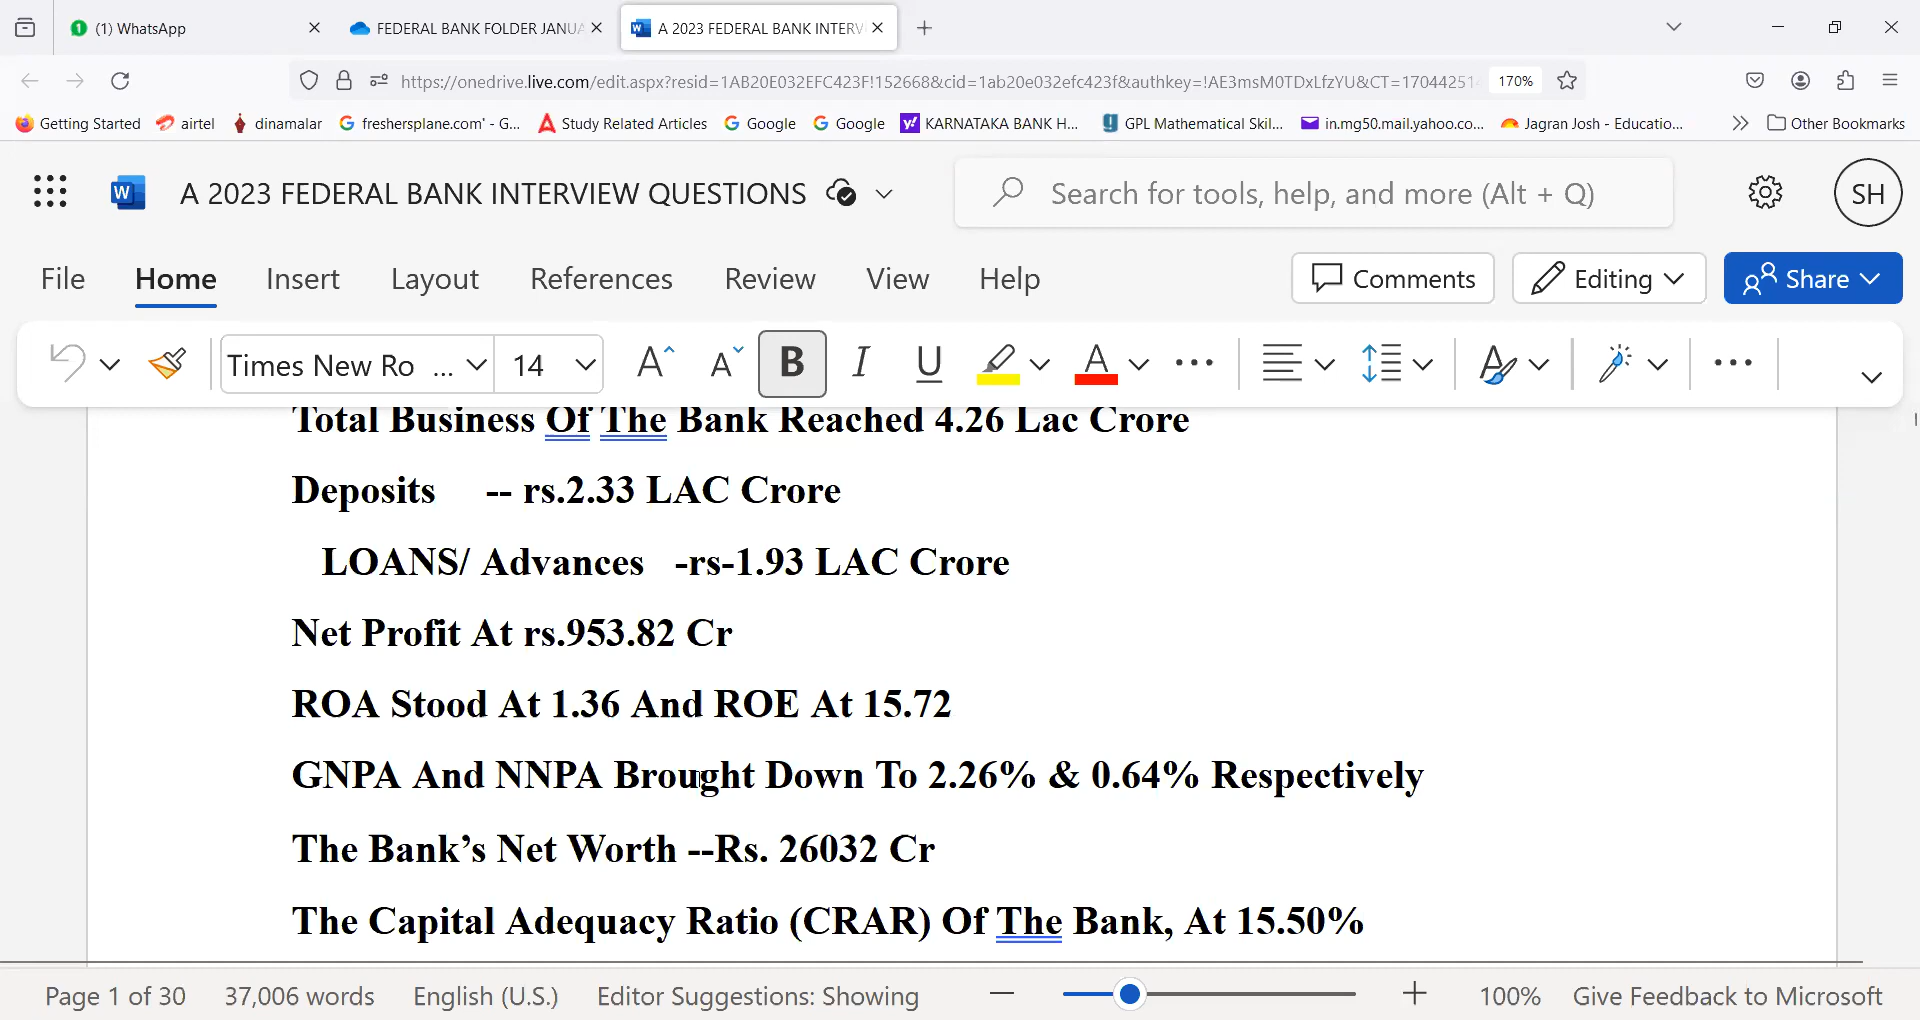 (1) WhatsApp
FEDERAL BANK FOLDER JANUA
A 2023 FEDERAL BANK INTERV
https://onedrive.live.com/edit.aspx?resid=1AB20E032EFC423F!152668&cid=1ab20e032efc423f&authkey=!AE3msM0TDxLfzYU&CT=170442514
170%
Getting Started
airtel
dinamalar
freshersplane.com' - G...
Study Related Articles
Google
Google
KARNATAKA BANK H...
GPL Mathematical Skil...
in.mg50.mail.yahoo.co...
Jagran Josh - Educatio...
Other Bookmarks
A 2023 FEDERAL BANK INTERVIEW QUESTIONS
Search for tools, help, and more (Alt + Q)
SH
File Home Insert Layout References Review View Help
Comments
Editing
Share
Times New Ro ...
14
Total Business Of The Bank Reached 4.26 Lac Crore
Deposits -- rs.2.33 LAC Crore
LOANS/ Advances -rs-1.93 LAC Crore
Net Profit At rs.953.82 Cr
ROA Stood At 1.36 And ROE At 15.72
GNPA And NNPA Brought Down To 2.26% & 0.64% Respectively
The Bank’s Net Worth --Rs. 26032 Cr
The Capital Adequacy Ratio (CRAR) Of The Bank, At 15.50%
Page 1 of 30
37,006 words
English (U.S.)
Editor Suggestions: Showing
100%
Give Feedback to Microsoft